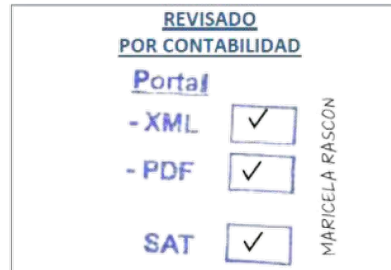 REVISADO
POR CONTABILIDAD
Portal
- XML ✓
- PDF ✓
SAT ✓
MARICELA RASCON